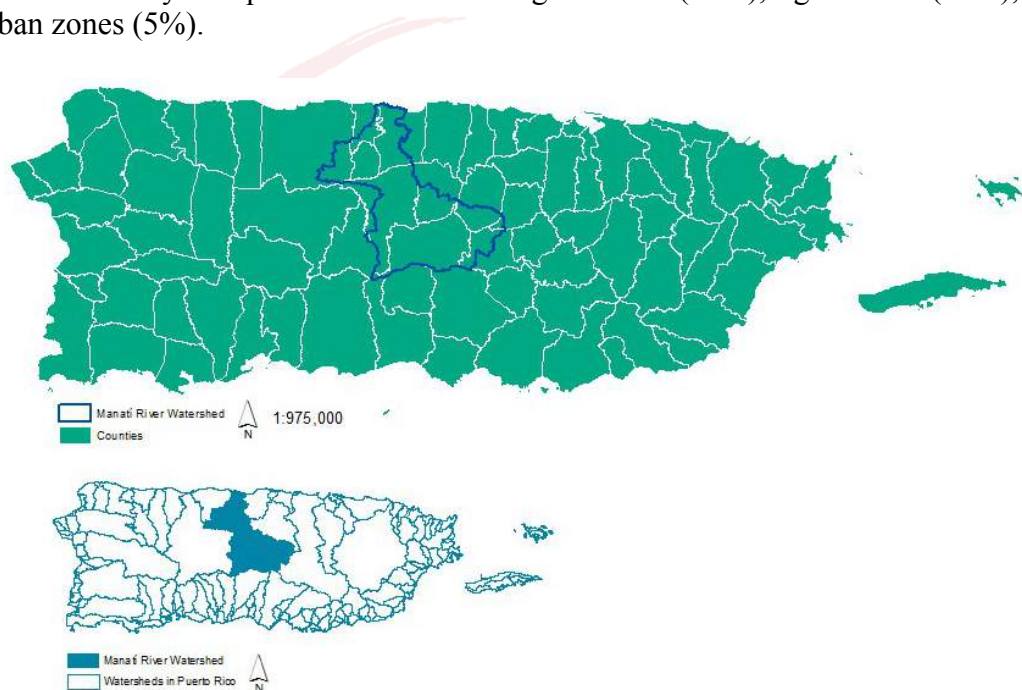 ban zones (5%).
Manatí River Watershed
N
1:975,000
Counties
Manatí River Watershed
Watersheds in Puerto Rico
N